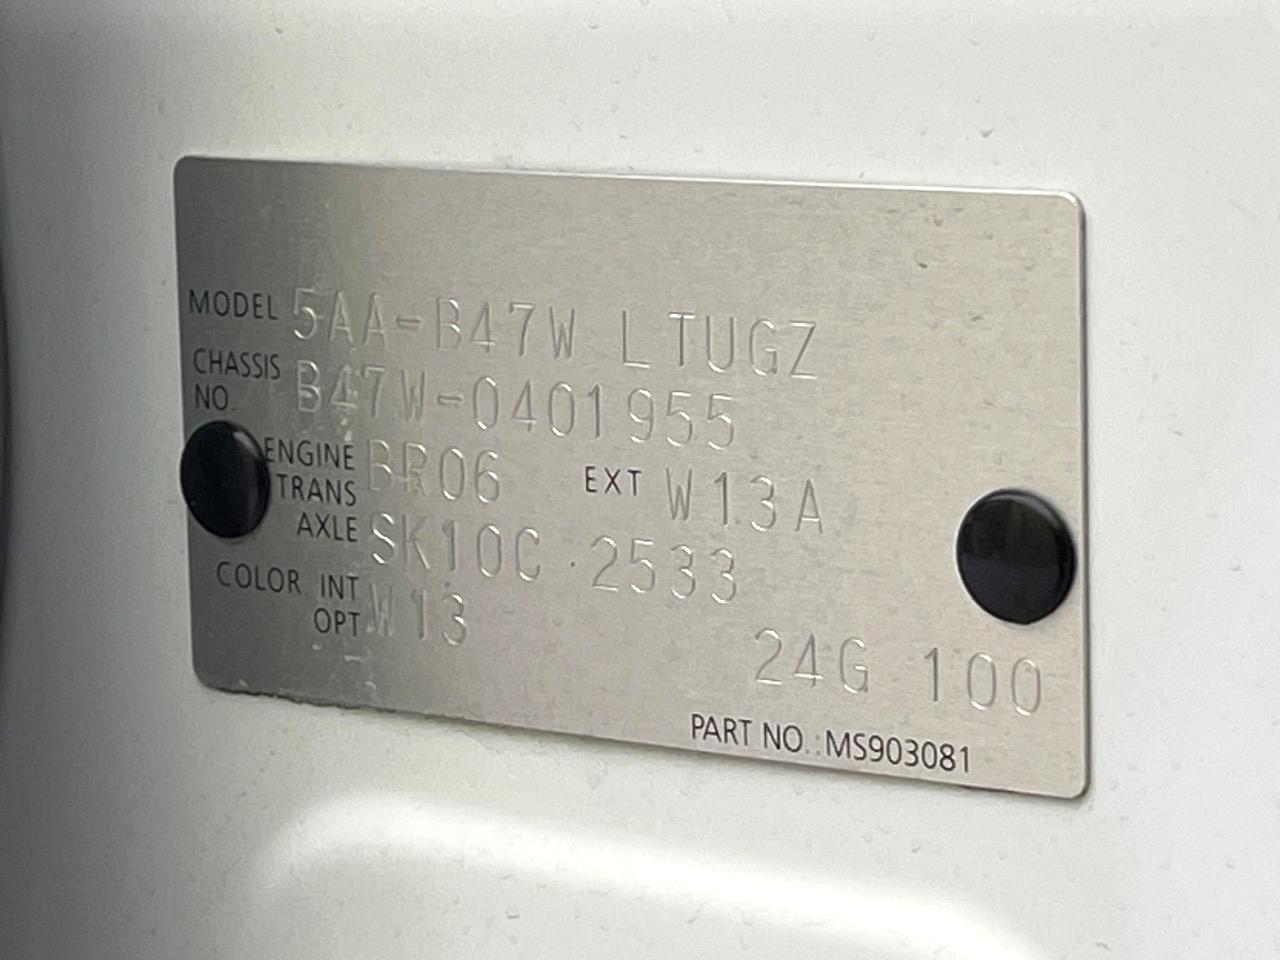 MODEL 5AA-B47W LTUGZ
CHASSIS NO. B47W-0401955
ENGINE BR06 EXT W13A
TRANS AXLE SK10C · 2533
COLOR INT OPT W13
24G 100
PART NO.:MS903081